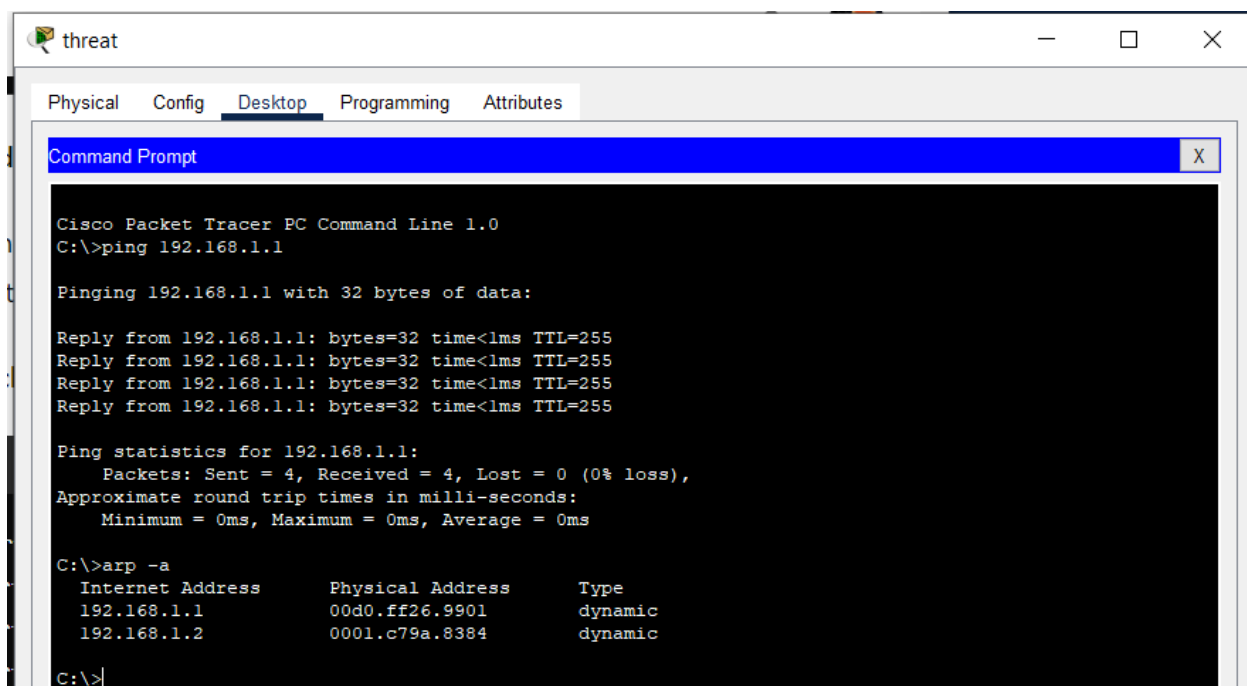 threat
Physical Config Desktop Programming Attributes
Command Prompt X
Cisco Packet Tracer PC Command Line 1.0
C:\>ping 192.168.1.1
Pinging 192.168.1.1 with 32 bytes of data:
Reply from 192.168.1.1: bytes=32 time<1ms TTL=255
Reply from 192.168.1.1: bytes=32 time<1ms TTL=255
Reply from 192.168.1.1: bytes=32 time<1ms TTL=255
Reply from 192.168.1.1: bytes=32 time<1ms TTL=255
Ping statistics for 192.168.1.1:
Packets: Sent = 4, Received = 4, Lost = 0 (0% loss),
Approximate round trip times in milli-seconds:
Minimum = 0ms, Maximum = 0ms, Average = 0ms
C:\>arp -a
Internet Address Physical Address Type
192.168.1.1 00d0.ff26.9901 dynamic
192.168.1.2 0001.c79a.8384 dynamic
C:\>